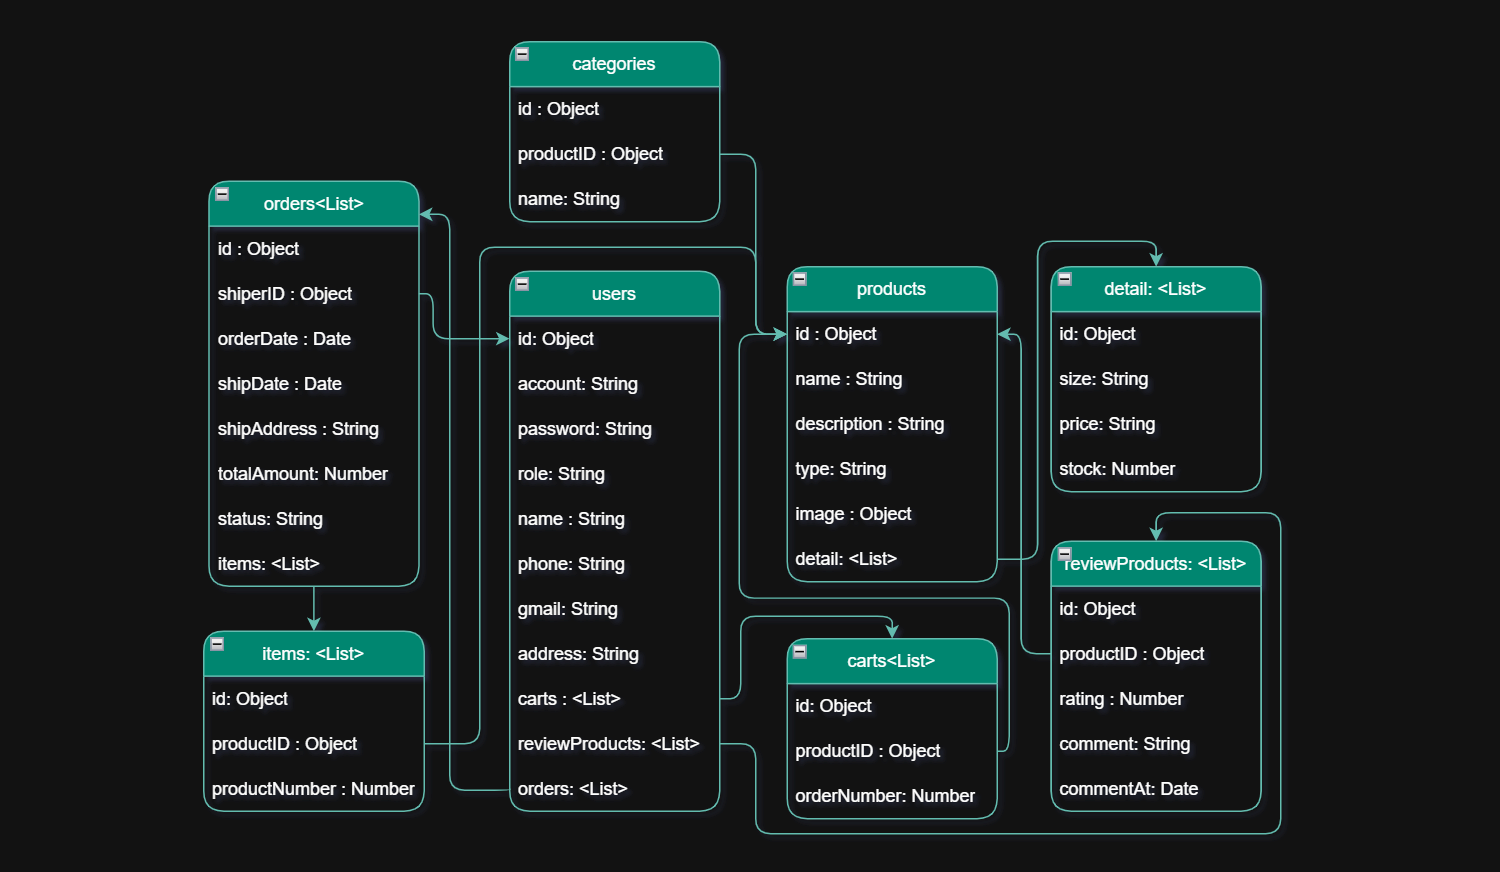 categories
id : Object
productID : Object
name: String
orders<List>
id : Object
shiperID : Object
orderDate : Date
shipDate : Date
shipAddress : String
totalAmount: Number
status: String
items: <List>
items: <List>
id: Object
productID : Object
productNumber : Number
users
id: Object
account: String
password: String
role: String
name : String
phone: String
gmail: String
address: String
carts : <List>
reviewProducts: <List>
orders: <List>
products
id : Object
name : String
description : String
type: String
image : Object
detail: <List>
carts<List>
id: Object
productID : Object
orderNumber: Number
detail: <List>
id: Object
size: String
price: String
stock: Number
reviewProducts: <List>
id: Object
productID : Object
rating : Number
comment: String
commentAt: Date